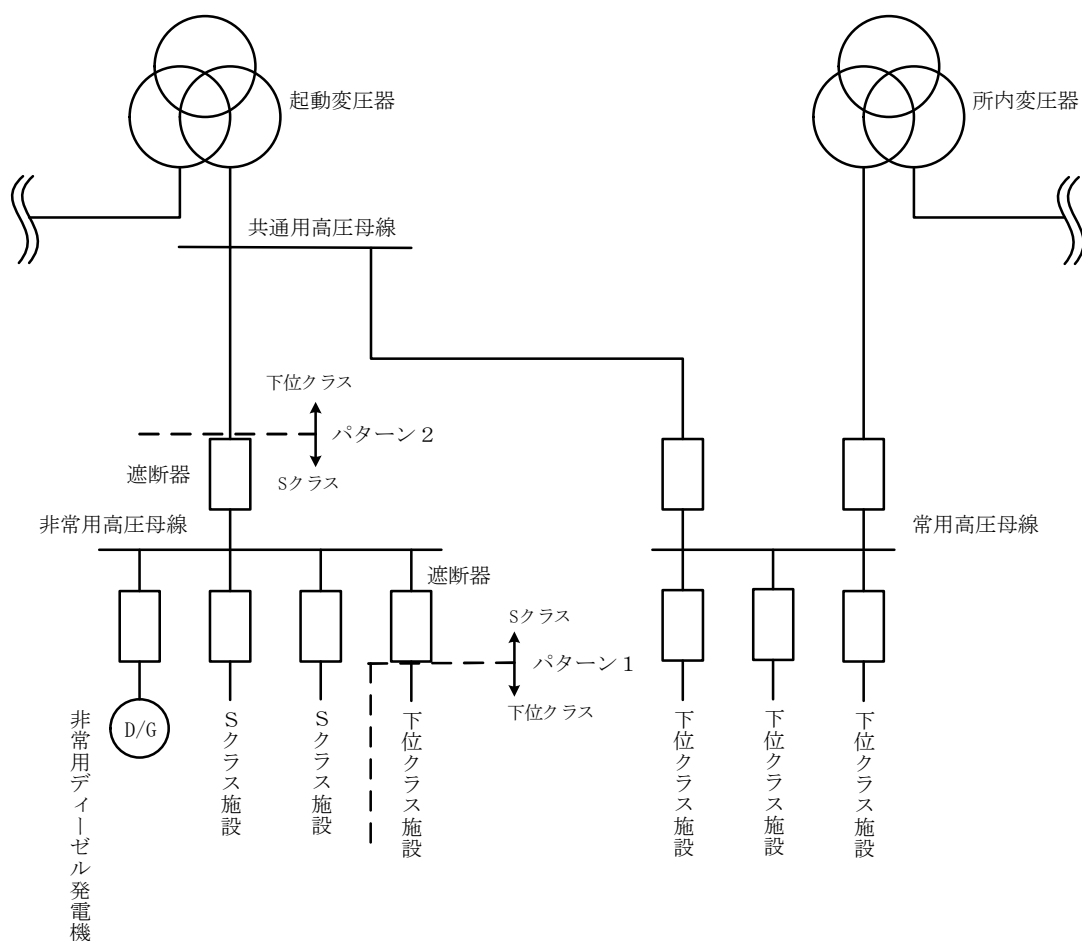 起動変圧器
所内変圧器
共通用高圧母線
下位クラス
パターン２
Sクラス
遮断器
非常用高圧母線
常用高圧母線
遮断器
Sクラス
パターン１
下位クラス
D/G
非常用ディーゼル発電機
Ｓクラス施設
Ｓクラス施設
下位クラス施設
下位クラス施設
下位クラス施設
下位クラス施設